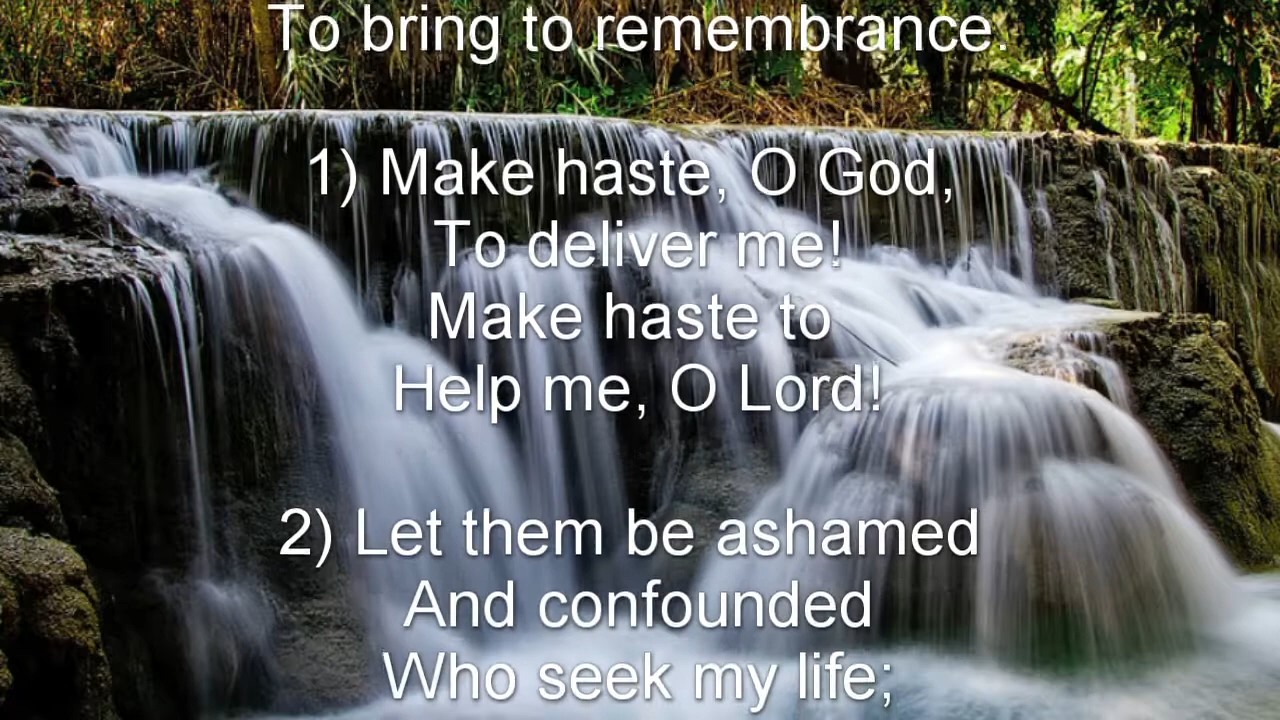 To bring to remembrance.
1) Make haste, O God,
To deliver me!
Make haste to
Help me, O Lord!
2) Let them be ashamed
And confounded
Who seek my life;